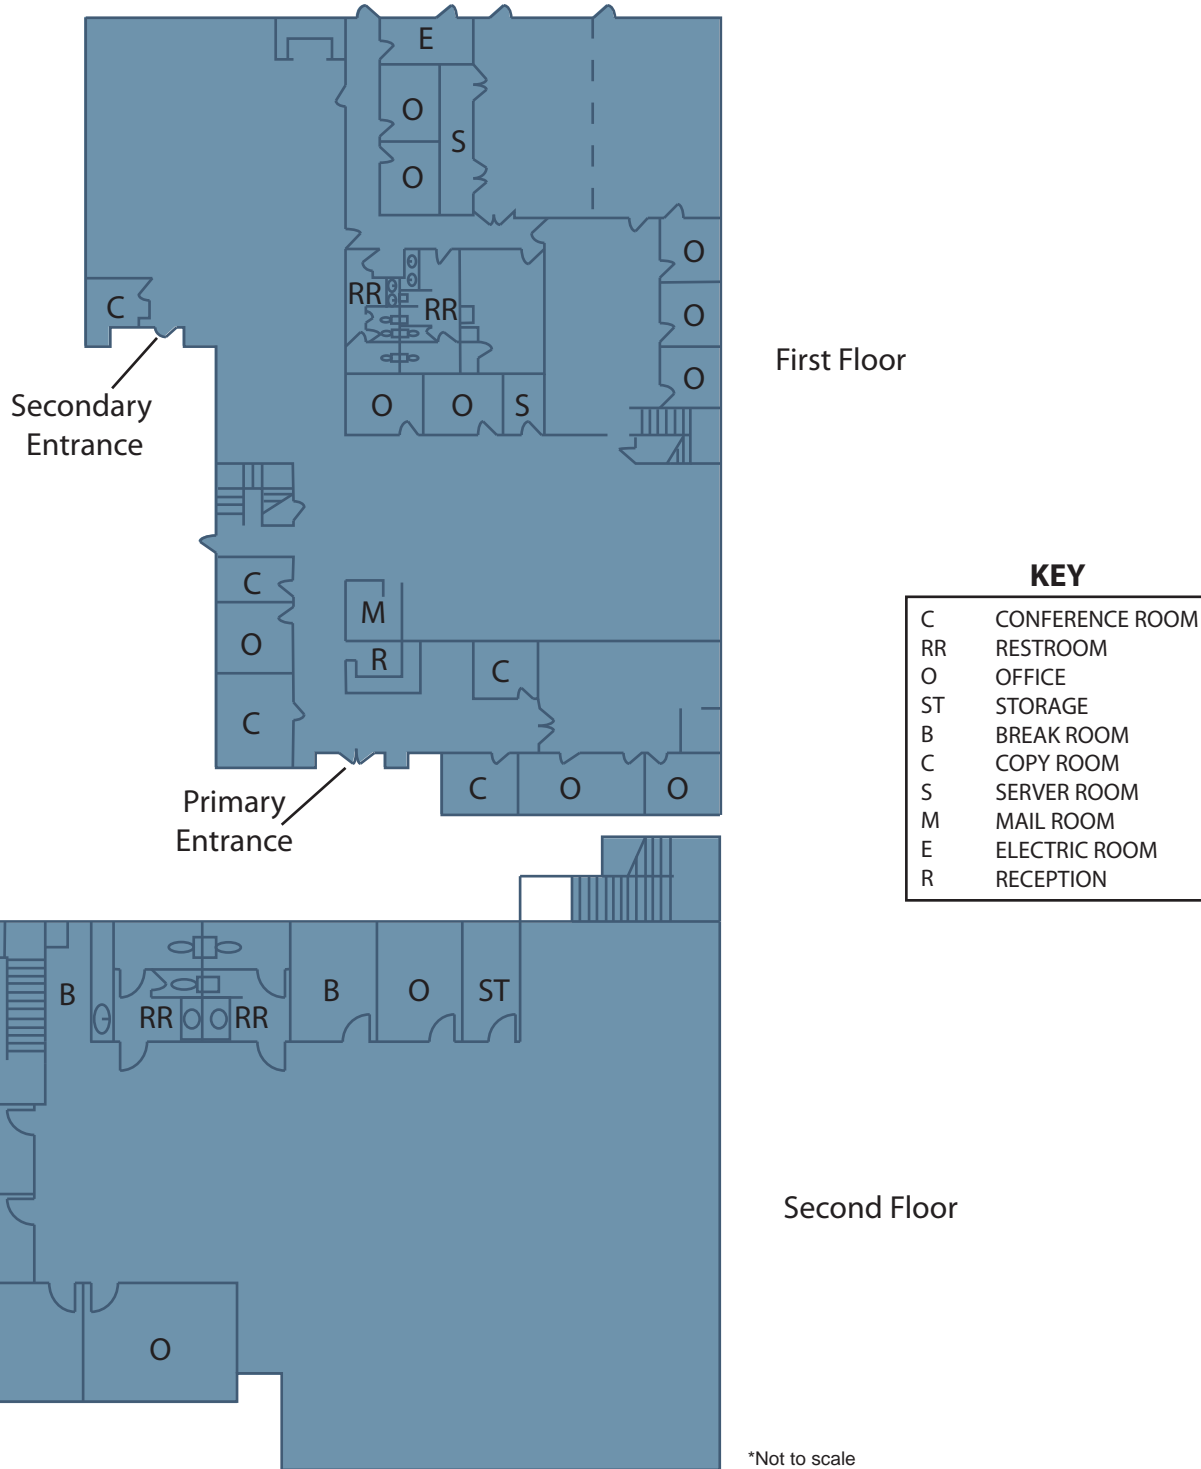 E
O
S
O
O
C
RR
RR
O
First Floor
O
Secondary
Entrance
O
O
S
C
M
O
R
C
C
Primary
Entrance
C
O
O
KEY
C CONFERENCE ROOM
RR RESTROOM
O OFFICE
ST STORAGE
B BREAK ROOM
C COPY ROOM
S SERVER ROOM
M MAIL ROOM
E ELECTRIC ROOM
R RECEPTION
B
RR
RR
B
O
ST
Second Floor
O
*Not to scale